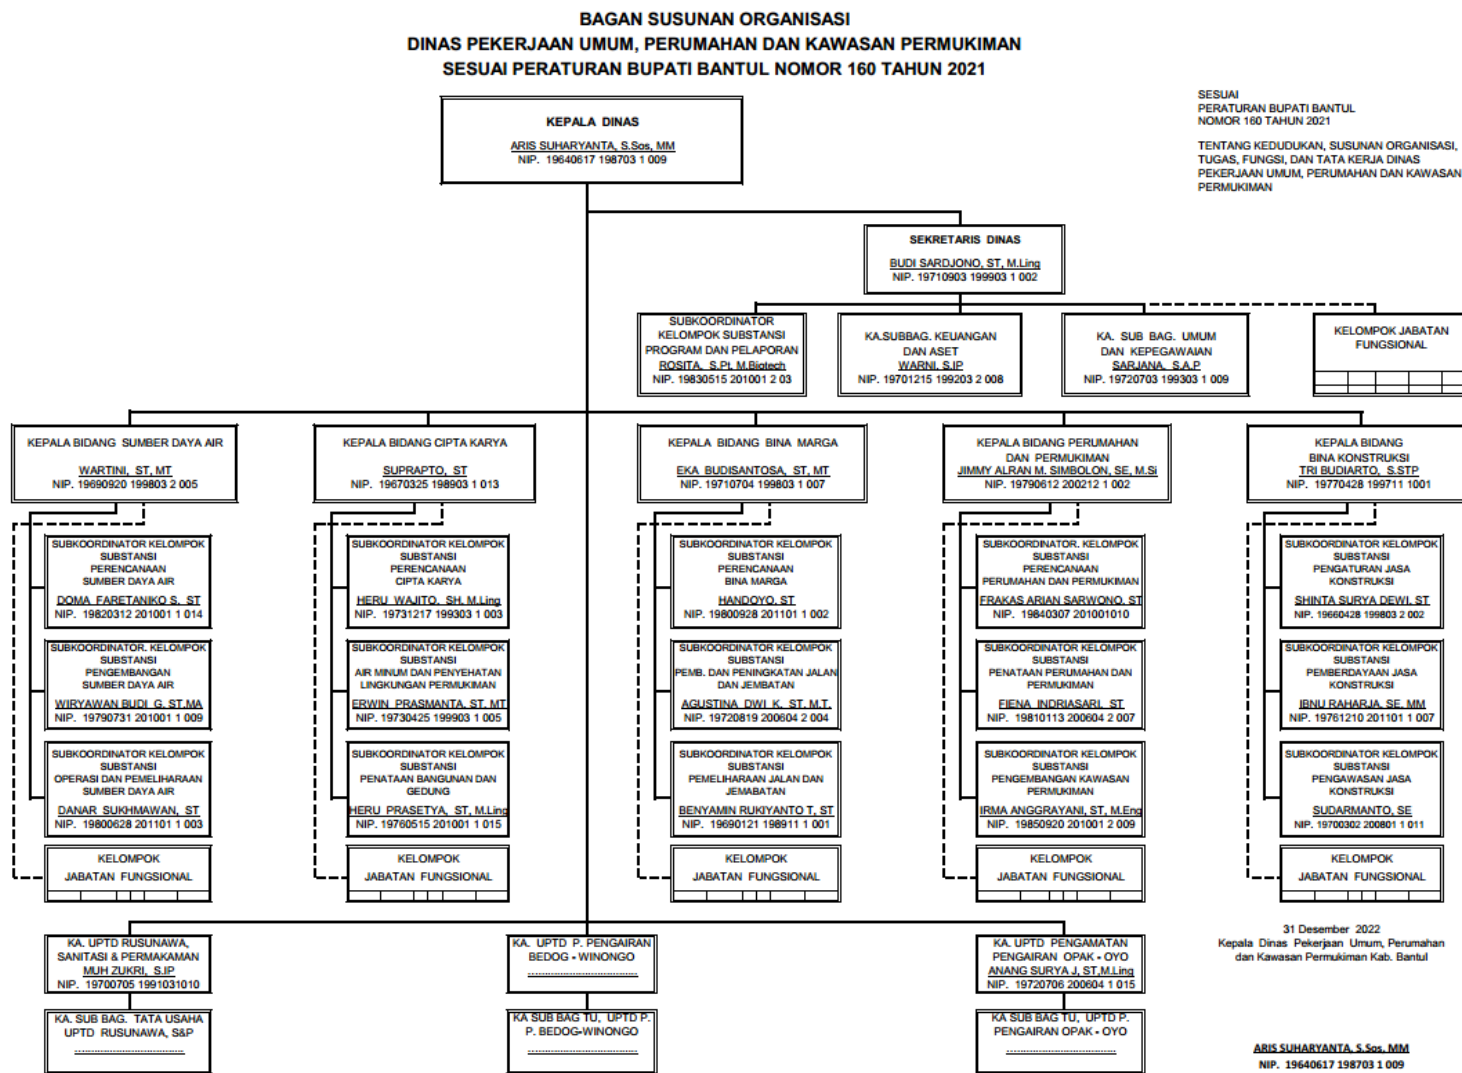 BAGAN SUSUNAN ORGANISASI
DINAS PEKERJAAN UMUM, PERUMAHAN DAN KAWASAN PERMUKIMAN
SESUAI PERATURAN BUPATI BANTUL NOMOR 160 TAHUN 2021
SESUAI
PERATURAN BUPATI BANTUL
NOMOR 160 TAHUN 2021
TENTANG KEDUDUKAN, SUSUNAN ORGANISASI,
TUGAS, FUNGSI, DAN TATA KERJA DINAS
PEKERJAAN UMUM, PERUMAHAN DAN KAWASAN
PERMUKIMAN
KEPALA DINAS
ARIS SUHARYANTA, S.Sos, MM
NIP. 19640617 198703 1 009
SEKRETARIS DINAS
BUDI SARDJONO, ST, M.Ling
NIP. 19710903 199903 1 002
SUBKOORDINATOR
KELOMPOK SUBSTANSI
PROGRAM DAN PELAPORAN
ROSITA, S.Pt, M.Biotech
NIP. 19830515 201001 2 03
KA.SUBBAG. KEUANGAN
DAN ASET
WARNI, S.IP
NIP. 19701215 199203 2 008
KA. SUB BAG. UMUM
DAN KEPEGAWAIAN
SARJANA, S.A.P
NIP. 19720703 199303 1 009
KELOMPOK JABATAN
FUNGSIONAL
KEPALA BIDANG SUMBER DAYA AIR
WARTINI, ST, MT
NIP. 19690920 199803 2 005
KEPALA BIDANG CIPTA KARYA
SUPRAPTO, ST
NIP. 19670325 198903 1 013
KEPALA BIDANG BINA MARGA
EKA BUDISANTOSA, ST, MT
NIP. 19710704 199803 1 007
KEPALA BIDANG PERUMAHAN
DAN PERMUKIMAN
JIMMY ALRAN M. SIMBOLON, SE, M.Si
NIP. 19790612 200212 1 002
KEPALA BIDANG
BINA KONSTRUKSI
TRI BUDIARTO, S.STP
NIP. 19770428 199711 1001
SUBKOORDINATOR KELOMPOK
SUBSTANSI
PERENCANAAN
SUMBER DAYA AIR
DOMA FARETANIKO S, ST
NIP. 19820312 201001 1 014
SUBKOORDINATOR KELOMPOK
SUBSTANSI
PERENCANAAN
CIPTA KARYA
HERU WAJITO, SH, M.Ling
NIP. 19731217 199303 1 003
SUBKOORDINATOR KELOMPOK
SUBSTANSI
PERENCANAAN
BINA MARGA
HANDOYO, ST
NIP. 19800928 201101 1 002
SUBKOORDINATOR. KELOMPOK
SUBSTANSI
PERENCANAAN
PERUMAHAN DAN PERMUKIMAN
FRAKAS ARIAN SARWONO, ST
NIP. 19840307 201001010
SUBKOORDINATOR KELOMPOK
SUBSTANSI
PENGATURAN JASA
KONSTRUKSI
SHINTA SURYA DEWI, ST
NIP. 19660428 199803 2 002
SUBKOORDINATOR. KELOMPOK
SUBSTANSI
PENGEMBANGAN
SUMBER DAYA AIR
WIRYAWAN BUDI G, ST.MA
NIP. 19790731 201001 1 009
SUBKOORDINATOR KELOMPOK
SUBSTANSI
AIR MINUM DAN PENYEHATAN
LINGKUNGAN PERMUKIMAN
ERWIN PRASMANTA, ST, MT
NIP. 19730425 199903 1 005
SUBKOORDINATOR KELOMPOK
SUBSTANSI
PEMB. DAN PENINGKATAN JALAN
DAN JEMBATAN
AGUSTINA DWI K, ST, M.T.
NIP. 19720819 200604 2 004
SUBKOORDINATOR KELOMPOK
SUBSTANSI
PENATAAN PERUMAHAN DAN
PERMUKIMAN
FIENA INDRIASARI, ST
NIP. 19810113 200604 2 007
SUBKOORDINATOR KELOMPOK
SUBSTANSI
PEMBERDAYAAN JASA
KONSTRUKSI
IBNU RAHARJA, SE, MM
NIP. 19761210 201101 1 007
SUBKOORDINATOR KELOMPOK
SUBSTANSI
OPERASI DAN PEMELIHARAAN
SUMBER DAYA AIR
DANAR SUKHMAWAN, ST
NIP. 19800628 201101 1 003
SUBKOORDINATOR KELOMPOK
SUBSTANSI
PENATAAN BANGUNAN DAN
GEDUNG
HERU PRASETYA, ST, M.Ling
NIP. 19760515 201001 1 015
SUBKOORDINATOR KELOMPOK
SUBSTANSI
PEMELIHARAAN JALAN DAN
JEMABATAN
BENYAMIN RUKIYANTO T, ST
NIP. 19690121 198911 1 001
SUBKOORDINATOR KELOMPOK
SUBSTANSI
PENGEMBANGAN KAWASAN
PERMUKIMAN
IRMA ANGGRAYANI, ST, M.Eng
NIP. 19850920 201001 2 009
SUBKOORDINATOR KELOMPOK
SUBSTANSI
PENGAWASAN JASA
KONSTRUKSI
SUDARMANTO, SE
NIP. 19700302 200801 1 011
KELOMPOK
JABATAN FUNGSIONAL
KELOMPOK
JABATAN FUNGSIONAL
KELOMPOK
JABATAN FUNGSIONAL
KELOMPOK
JABATAN FUNGSIONAL
KELOMPOK
JABATAN FUNGSIONAL
KA. UPTD RUSUNAWA,
SANITASI & PERMAKAMAN
MUH ZUKRI, S.IP
NIP. 19700705 1991031010
KA. UPTD P. PENGAIRAN
BEDOG - WINONGO
KA. UPTD PENGAMATAN
PENGAIRAN OPAK - OYO
ANANG SURYA J, ST,M.Ling
NIP. 19720706 200604 1 015
KA. SUB BAG. TATA USAHA
UPTD RUSUNAWA, S&P
KA SUB BAG TU, UPTD P.
P. BEDOG-WINONGO
KA SUB BAG TU, UPTD P.
PENGAIRAN OPAK - OYO
31 Desember 2022
Kepala Dinas Pekerjaan Umum, Perumahan
dan Kawasan Permukiman Kab. Bantul
ARIS SUHARYANTA, S.Sos, MM
NIP. 19640617 198703 1 009